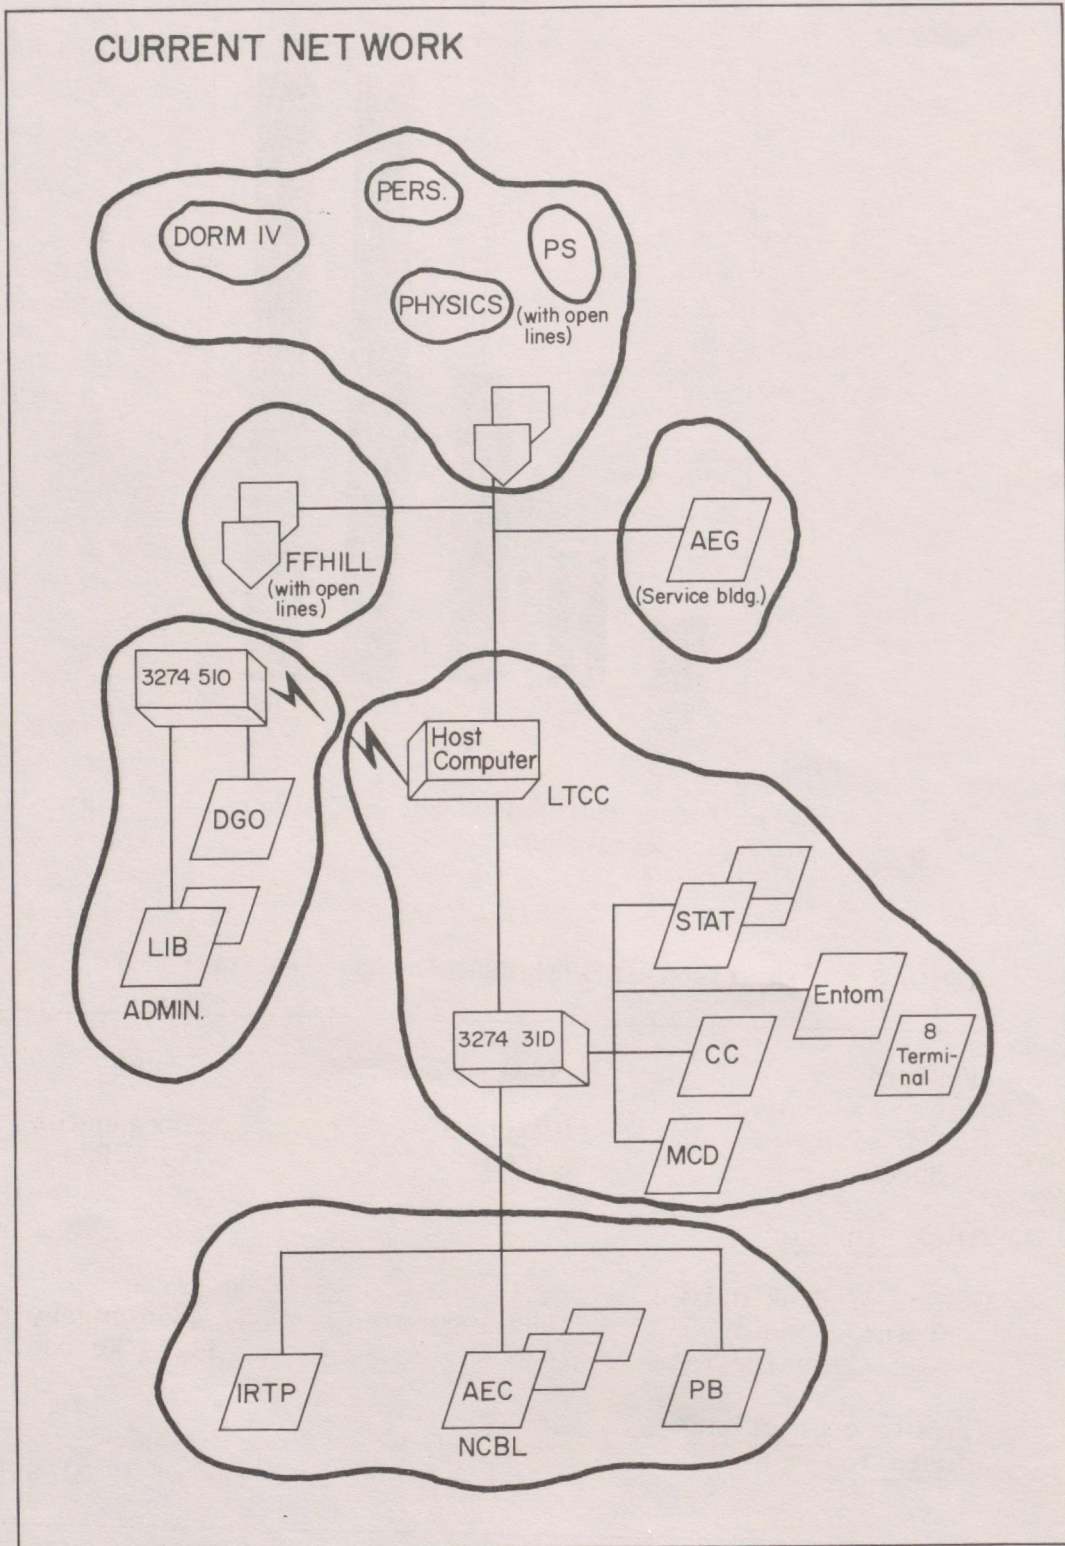 CURRENT NETWORK
PERS.
DORM IV
PS
PHYSICS
(with open
lines)
FFHILL
(with open
lines)
AEG
(Service bldg.)
3274 510
DGO
LIB
ADMIN.
Host
Computer
LTCC
STAT
Entom
3274 31D
CC
8
Termi-
nal
MCD
IRTP
AEC
NCBL
PB